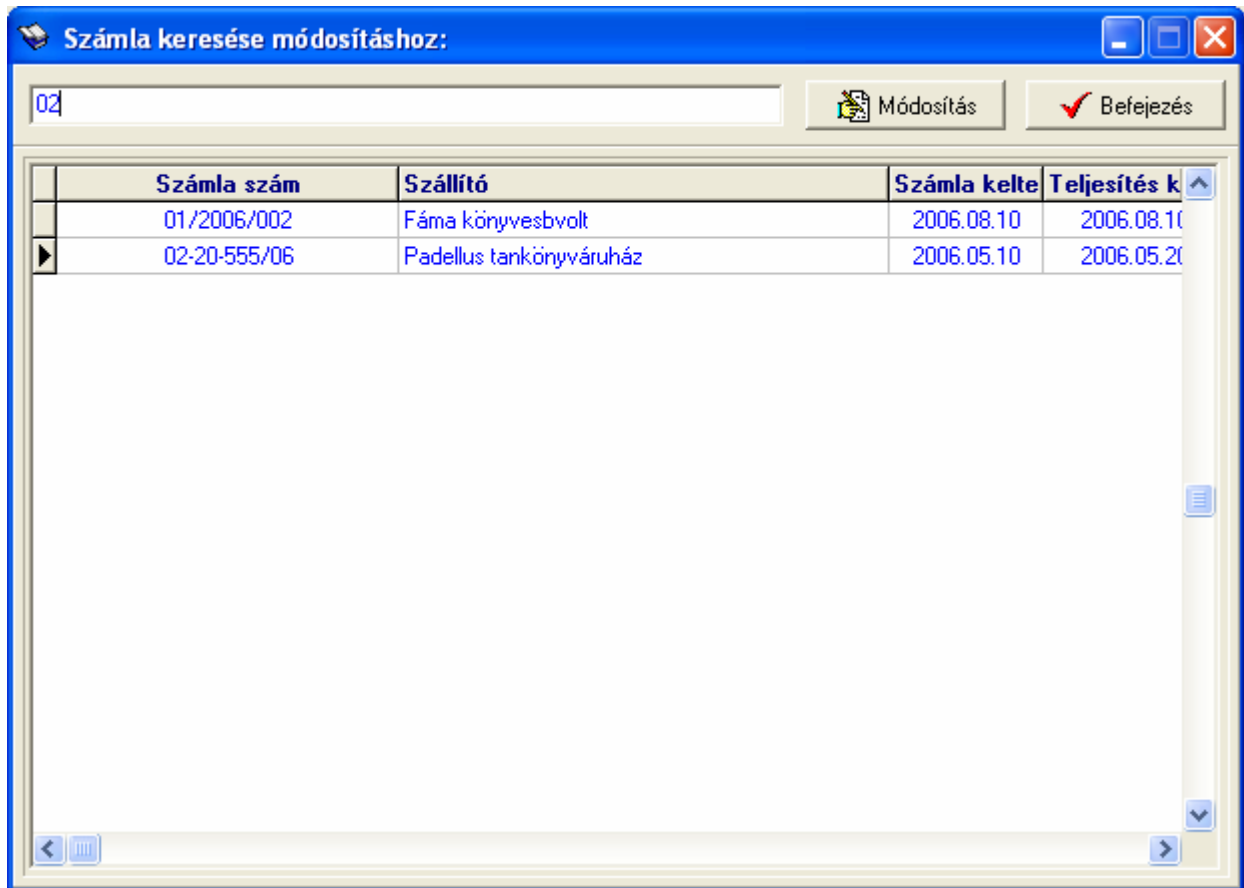 Számla keresése módosításhoz:
02 Módosítás Befejezés
Számla szám Szállító Számla kelte Teljesítés k
01/2006/002 Fáma könyvesbvolt 2006.08.10 2006.08.10
02-20-555/06 Padellus tankönyváruház 2006.05.10 2006.05.20